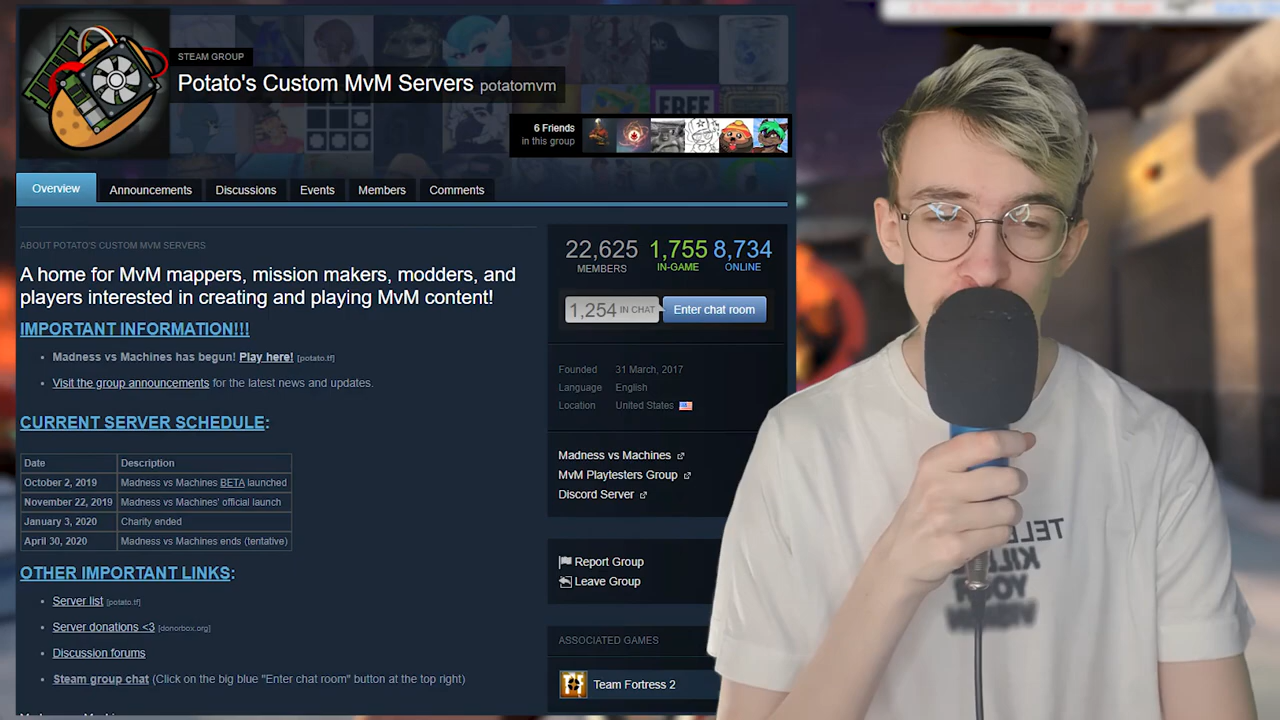 STEAM GROUP
Potato's Custom MvM Servers potatomvm
FREE
6 Friends
in this group
Overview Announcements Discussions Events Members Comments
ABOUT POTATO'S CUSTOM MVM SERVERS
A home for MvM mappers, mission makers, modders, and
players interested in creating and playing MvM content!
IMPORTANT INFORMATION!!!
• Madness vs Machines has begun! Play here! [potato.tf]
• Visit the group announcements for the latest news and updates.
CURRENT SERVER SCHEDULE:
Date Description
October 2, 2019 Madness vs Machines BETA launched
November 22, 2019 Madness vs Machines' official launch
January 3, 2020 Charity ended
April 30, 2020 Madness vs Machines ends (tentative)
OTHER IMPORTANT LINKS:
• Server list [potato.tf]
• Server donations <3 [donorbox.org]
• Discussion forums
• Steam group chat (Click on the big blue "Enter chat room" button at the top right)
22,625 1,755 8,734
MEMBERS IN-GAME ONLINE
1,254 IN CHAT Enter chat room
Founded 31 March, 2017
Language English
Location United States
Madness vs Machines
MvM Playtesters Group
Discord Server
Report Group
Leave Group
ASSOCIATED GAMES
Team Fortress 2
KILL
YOUR